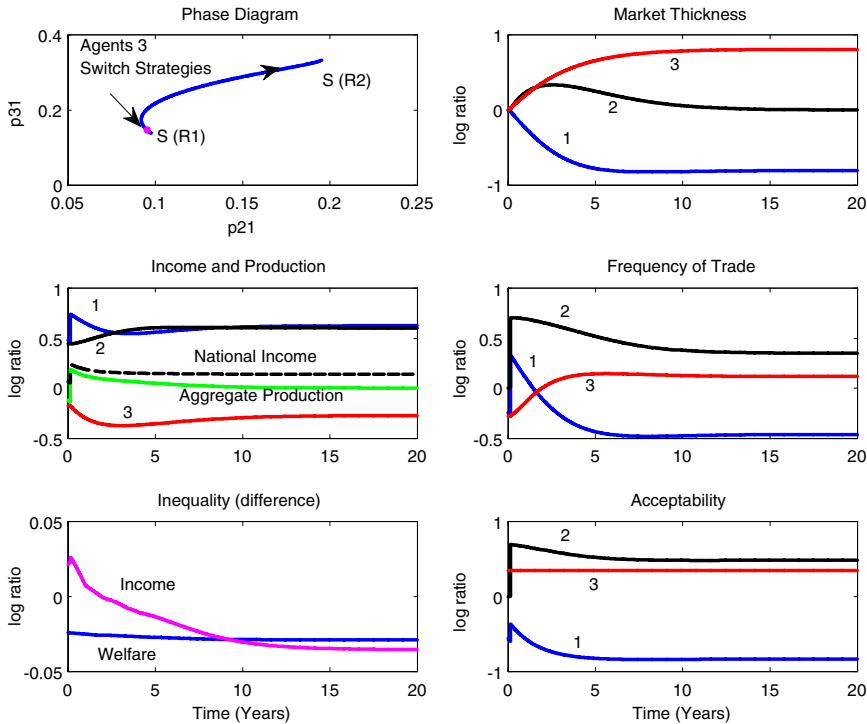 Phase Diagram
0.4
0.2
0
p31
Agents 3
Switch Strategies
S (R2)
S (R1)
0.05
0.1
0.15
0.2
0.25
p21
Market Thickness
1
0
-1
log ratio
3
2
1
0
5
10
15
20
Income and Production
1
0.5
0
-0.5
log ratio
1
2
National Income
Aggregate Production
3
0
5
10
15
20
Frequency of Trade
1
0.5
0
-0.5
log ratio
2
1
3
0
5
10
15
20
Inequality (difference)
0.05
0
-0.05
log ratio
Income
Welfare
0
5
10
15
20
Time (Years)
Acceptability
1
0
-1
log ratio
2
3
1
0
5
10
15
20
Time (Years)